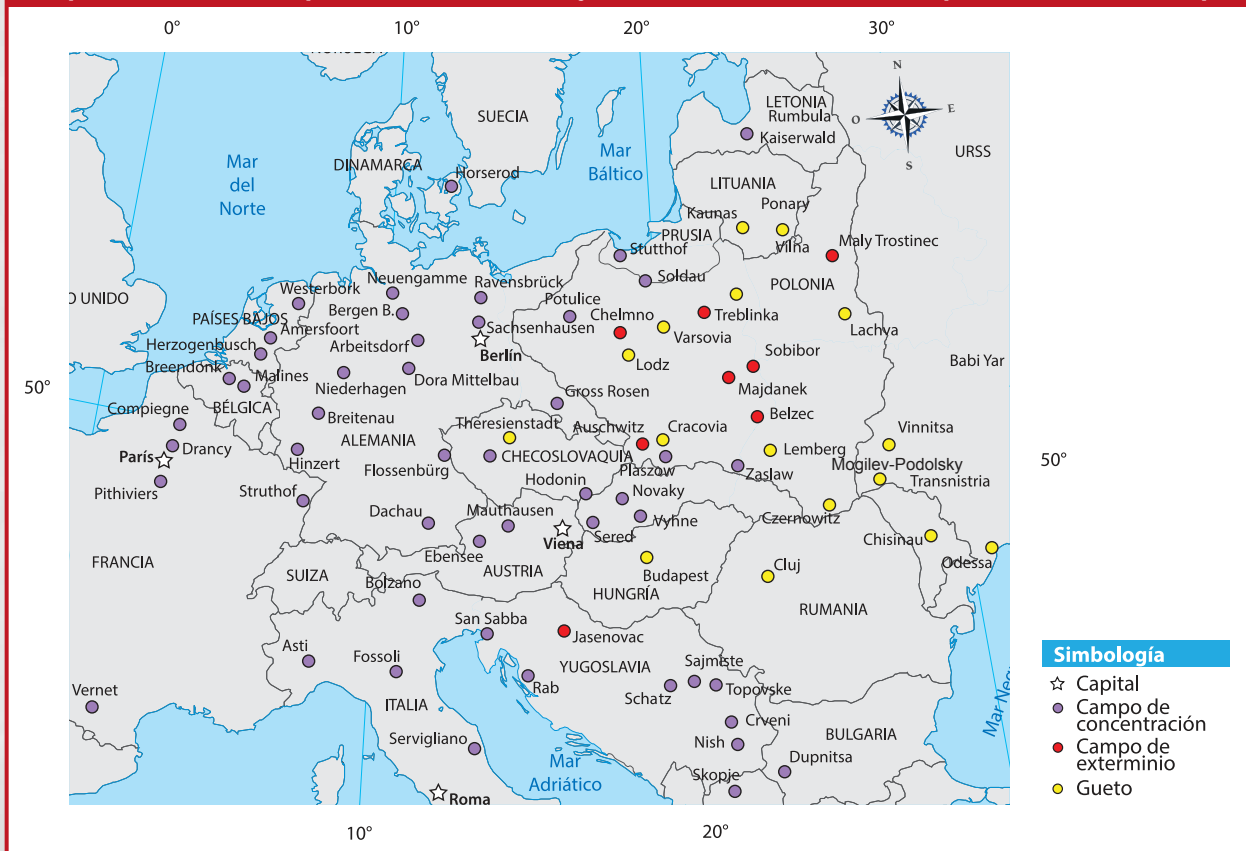 0°
10°
20°
30°
N
E
S
O
SUECIA
LETONIA
Rumbula
Kaiserwald
URSS
Mar
del
Norte
DINAMARCA
Horserod
Mar
Báltico
LITUANIA
Kaunas
Ponary
Vilna
PRUSIA
Stutthof
Maly Trostinec
Soldau
POLONIA
Westerbork
Neuengamme
Ravensbrück
O UNIDO
PAÍSES BAJOS
Bergen B.
Potulice
Chelmno
Treblinka
Lachva
Amersfoort
Sachsenhausen
Varsovia
Herzogenbusch
Arbeitsdorf
Berlín
Lodz
Sobibor
Babi Yar
Breendonk
Malines
Niederhagen
Dora Mittelbau
Majdanek
50°
Compiegne
BÉLGICA
Breitenau
Gross Rosen
Belzec
Theresienstadt
Auschwitz
Cracovia
Vinnitsa
Drancy
ALEMANIA
París
Hinzert
Flossenbürg
CHECOSLOVAQUIA
Plaszow
Lemberg
Mogilev-Podolsky
50°
Zaslaw
Transnistria
Pithiviers
Struthof
Hodonin
Novaky
Dachau
Mauthausen
Vyhne
Czernowitz
Viena
Sered
Chisinau
Ebensee
FRANCIA
SUIZA
AUSTRIA
Budapest
Cluj
Odessa
Bolzano
HUNGRÍA
RUMANIA
San Sabba
Jasenovac
Asti
Fossoli
YUGOSLAVIA
Sajmiste
Vernet
Rab
Schatz
Topovske
ITALIA
Crveni
Servigliano
Nish
BULGARIA
Mar
Adriático
Dupnitsa
Skopje
Roma
10°
20°
Simbología
Capital
Campo de
concentración
Campo de
exterminio
Gueto